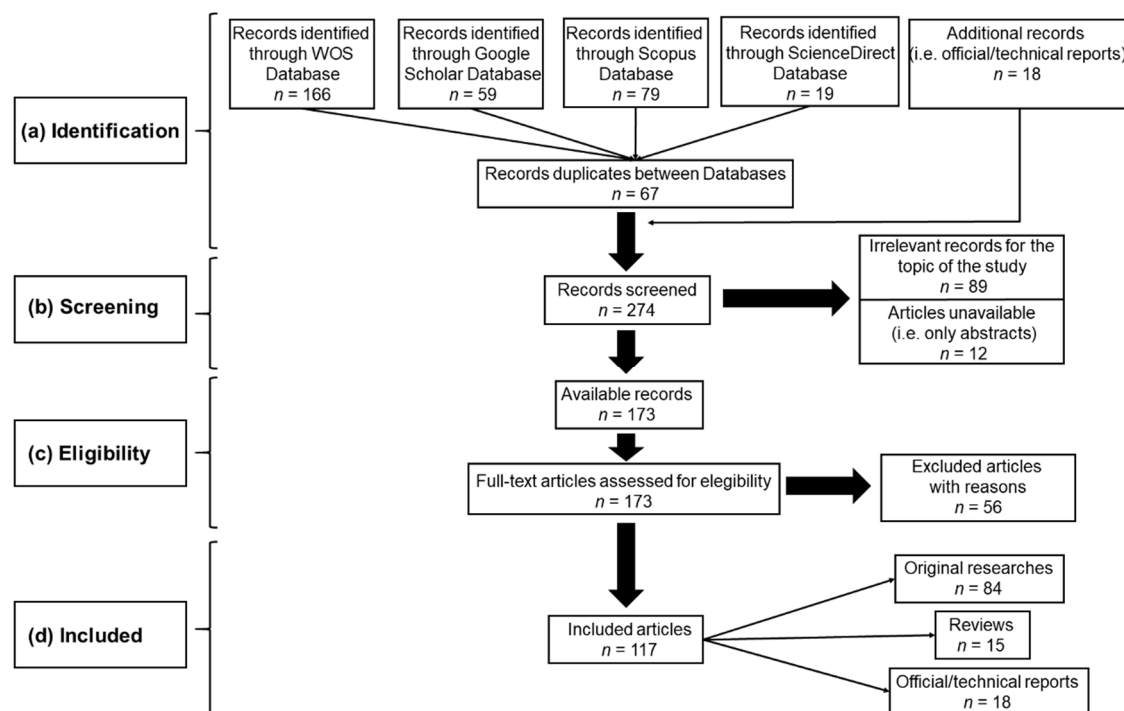 Records identified
through WOS
Database
n = 166
Records identified
through Google
Scholar Database
n = 59
Records identified
through Scopus
Database
n = 79
Records identified
through ScienceDirect
Database
n = 19
Additional records
(i.e. official/technical reports)
n = 18
(a) Identification
Records duplicates between Databases
n = 67
(b) Screening
Records screened
n = 274
Irrelevant records for the
topic of the study
n = 89
Articles unavailable
(i.e. only abstracts)
n = 12
(c) Eligibility
Available records
n = 173
Full-text articles assessed for elegibility
n = 173
Excluded articles
with reasons
n = 56
(d) Included
Included articles
n = 117
Original researches
n = 84
Reviews
n = 15
Official/technical reports
n = 18